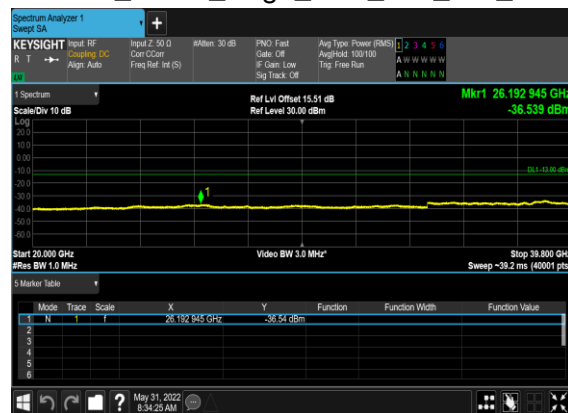 Spectrum Analyzer 1
Swept SA
+
KEYSIGHT
R T
Input: RF
Coupling: DC
Align: Auto
Input Z: 50 Ω
Corr CCorr
Freq Ref: Int (S)
#Atten: 30 dB
PNO: Fast
Gate: Off
IF Gain: Low
Sig Track: Off
Avg Type: Power (RMS)
Avg|Hold: 100/100
Trig: Free Run
1 2 3 4 5 6
A W W W W W
A N N N N N
1 Spectrum
Scale/Div 10 dB
Log
Ref Lvl Offset 15.51 dB
Ref Level 30.00 dBm
Mkr1 26.192 945 GHz
-36.539 dBm
20.0
10.0
0.00
-10.0
DL1 -13.00 dBm
-20.0
-30.0
1
-40.0
-50.0
-60.0
Start 20.000 GHz
#Res BW 1.0 MHz
Video BW 3.0 MHz*
Stop 39.800 GHz
Sweep ~39.2 ms (40001 pts)
5 Marker Table
Mode Trace Scale X Y Function Function Width Function Value
1 N 1 f 26.192 945 GHz -36.54 dBm
2
3
4
5
6
?
May 31, 2022
8:34:25 AM